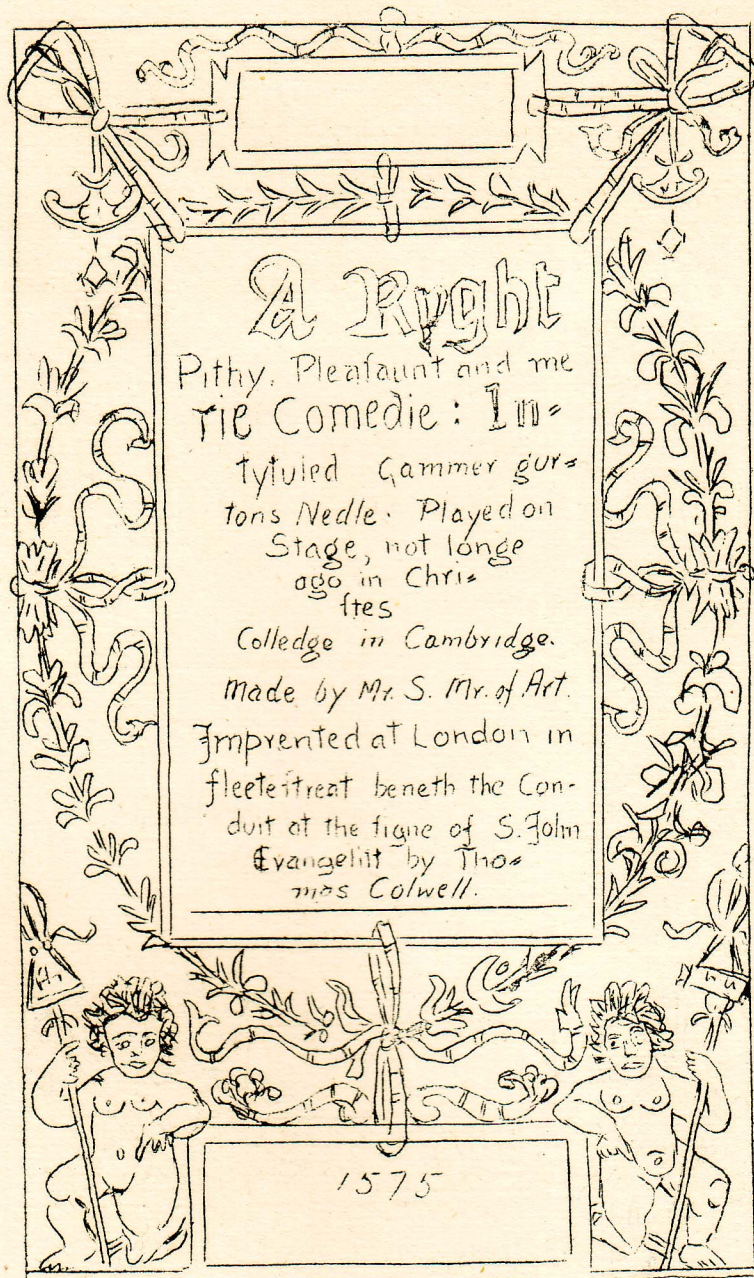 A Ryght
Pithy, Pleaſaunt and me
rie Comedie : In=
tytuled Gammer gur=
tons Nedle. Played on
Stage, not longe
ago in Chri=
ſtes
Colledge in Cambridge.
made by Mr. S. Mr. of Art.
Imprented at London in
fleeteſtreat beneth the Con-
duit at the ſigne of S. John
Evangeliſt by Tho=
mas Colwell.
1575